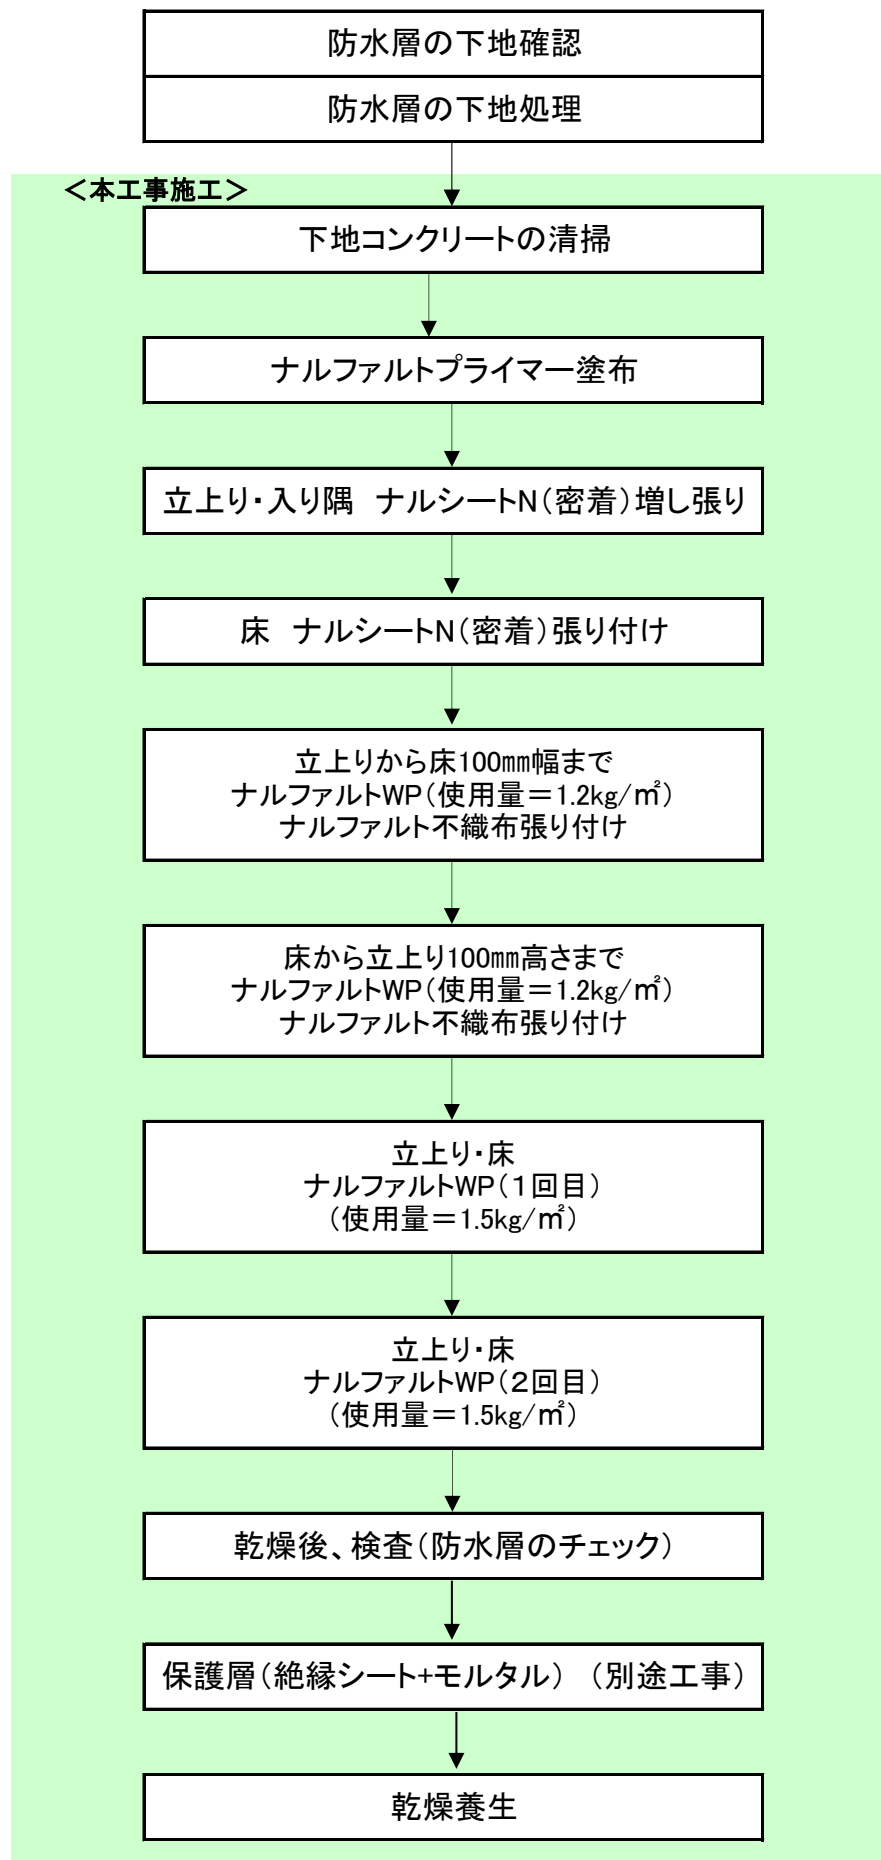 防水層の下地確認
防水層の下地処理
＜本工事施工＞
下地コンクリートの清掃
ナルファルトプライマー塗布
立上り・入り隅　ナルシートN（密着）増し張り
床　ナルシートN（密着）張り付け
立上りから床100㎜幅まで
ナルファルトWP（使用量＝1.2kg/㎡）
ナルファルト不織布張り付け
床から立上り100㎜高さまで
ナルファルトWP（使用量＝1.2kg/㎡）
ナルファルト不織布張り付け
立上り・床
ナルファルトWP（１回目）
（使用量＝1.5kg/㎡）
立上り・床
ナルファルトWP（２回目）
（使用量＝1.5kg/㎡）
乾燥後、検査（防水層のチェック）
保護層（絶縁シート+モルタル）（別途工事）
乾燥養生